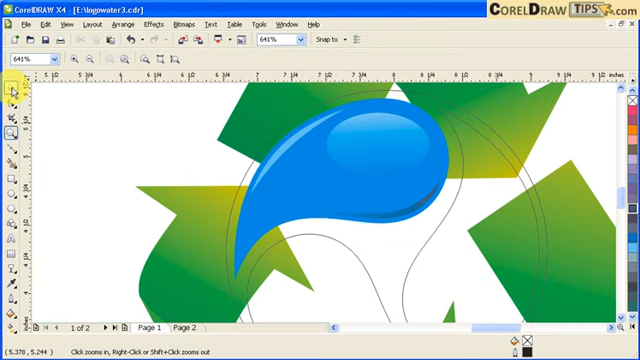 CorelDRAW X4 - [E:\logowater3.cdr]
CORELDRAW TIPS.com
File Edit View Layout Arrange Effects Bitmaps Text Table Tools Window Help
641% Snap to
641%
inches
1 of 2 Page 1 Page 2
( 5.378 , 5.244 ) Click zooms in, Right-Click or Shift+Click zooms out